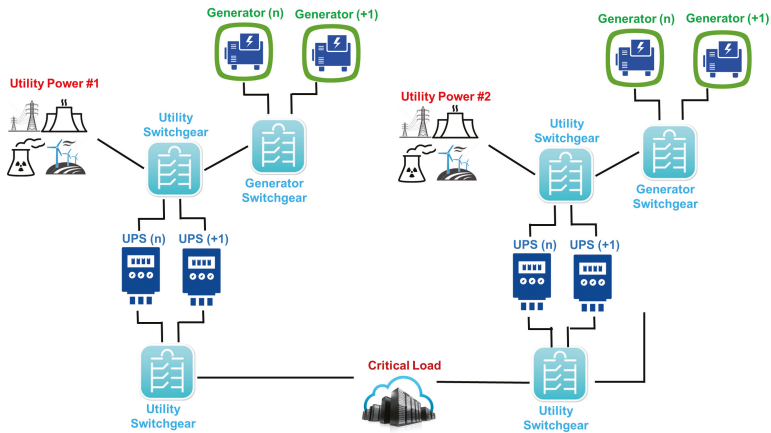 Generator (n)
Generator (+1)
Generator (n)
Generator (+1)
Utility Power #1
Utility Power #2
Utility
Switchgear
Utility
Switchgear
Generator
Switchgear
Generator
Switchgear
UPS (n)
UPS (+1)
UPS (n)
UPS (+1)
Critical Load
Utility
Switchgear
Utility
Switchgear